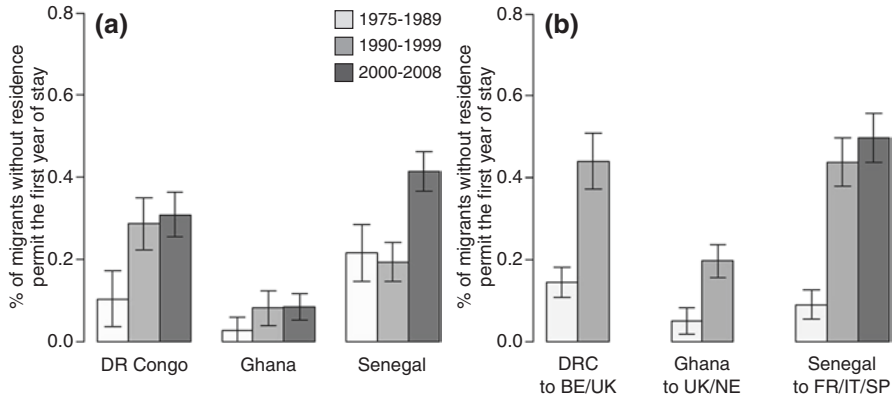 (a)
1975-1989
1990-1999
2000-2008
% of migrants without residence
permit the first year of stay
0.8
0.6
0.4
0.2
0.0
DR Congo
Ghana
Senegal
(b)
% of migrants without residence
permit the first year of stay
0.8
0.6
0.4
0.2
0.0
DRC
to BE/UK
Ghana
to UK/NE
Senegal
to FR/IT/SP